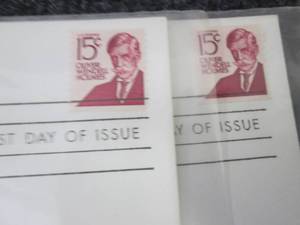 15c
OLIVER
WENDELL
HOLMES
ST DAY OF ISSUE
15c
OLIVER
WENDELL
HOLMES
Y OF ISSUE